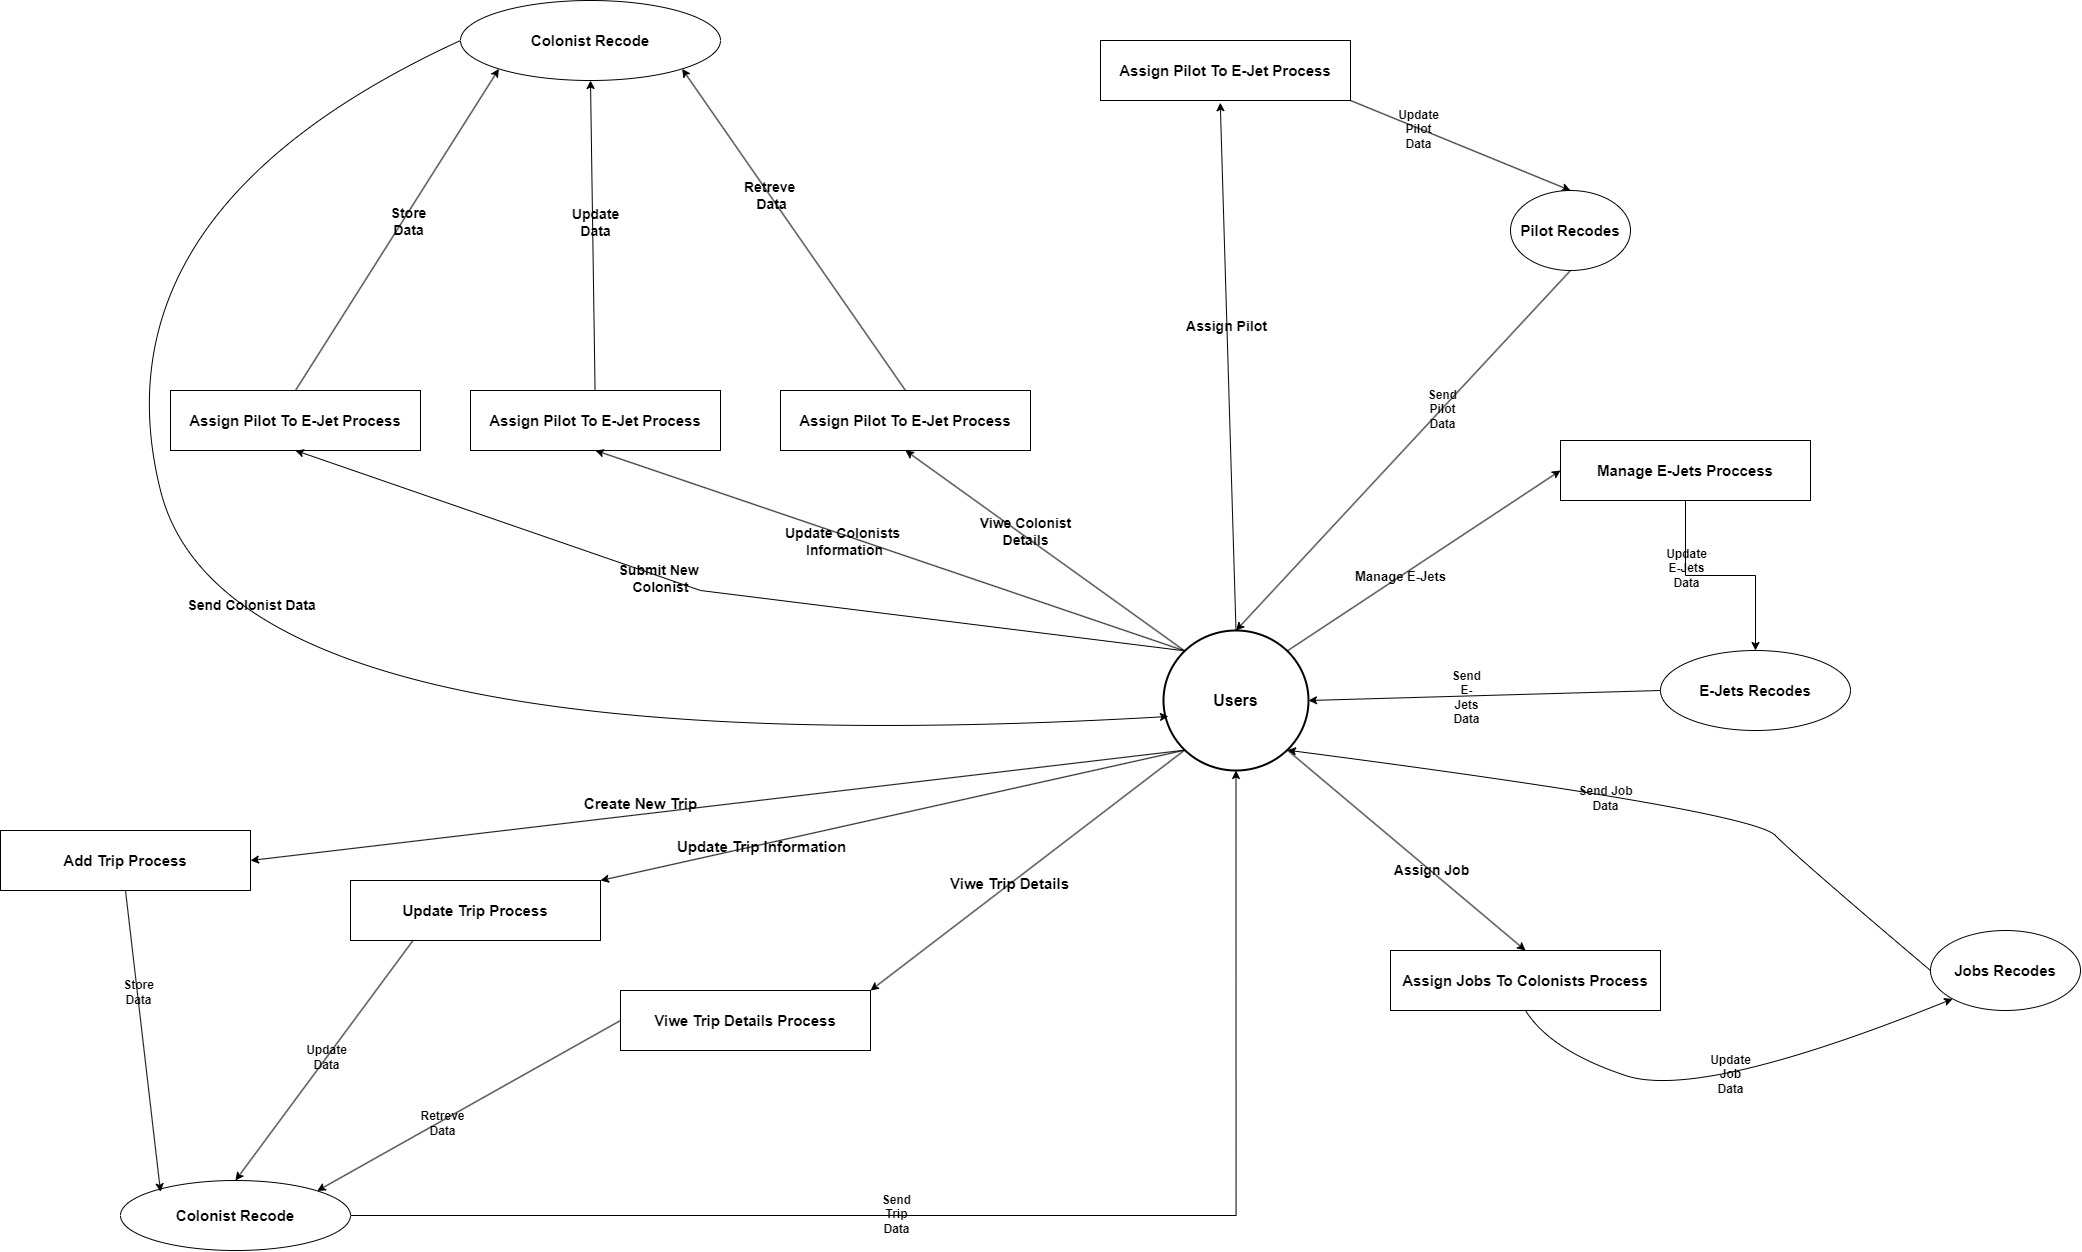 Colonist Recode
Assign Pilot To E-Jet Process
Update
Pilot
Data
Retreve
Data
Store
Data
Update
Data
Pilot Recodes
Assign Pilot
Send
Pilot
Data
Assign Pilot To E-Jet Process
Assign Pilot To E-Jet Process
Assign Pilot To E-Jet Process
Manage E-Jets Proccess
Viwe Colonist
Details
Update Colonists
Information
Submit New
Colonist
Update
E-Jets
Data
Manage E-Jets
Send Colonist Data
Users
Send
E-
Jets
Data
E-Jets Recodes
Send Job
Data
Create New Trip
Update Trip Information
Add Trip Process
Viwe Trip Details
Assign Job
Update Trip Process
Assign Jobs To Colonists Process
Jobs Recodes
Store
Data
Viwe Trip Details Process
Update
Data
Update
Job
Data
Retreve
Data
Colonist Recode
Send
Trip
Data